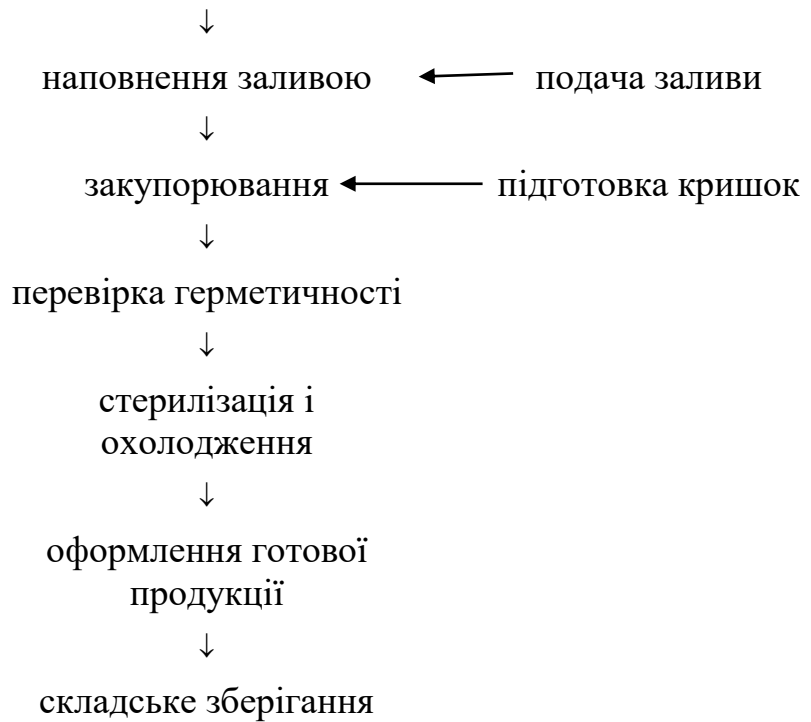 ↓
наповнення заливою ← подача заливи
↓
закупорювання ← підготовка кришок
↓
перевірка герметичності
↓
стерилізація і
охолодження
↓
оформлення готової
продукції
↓
складське зберігання